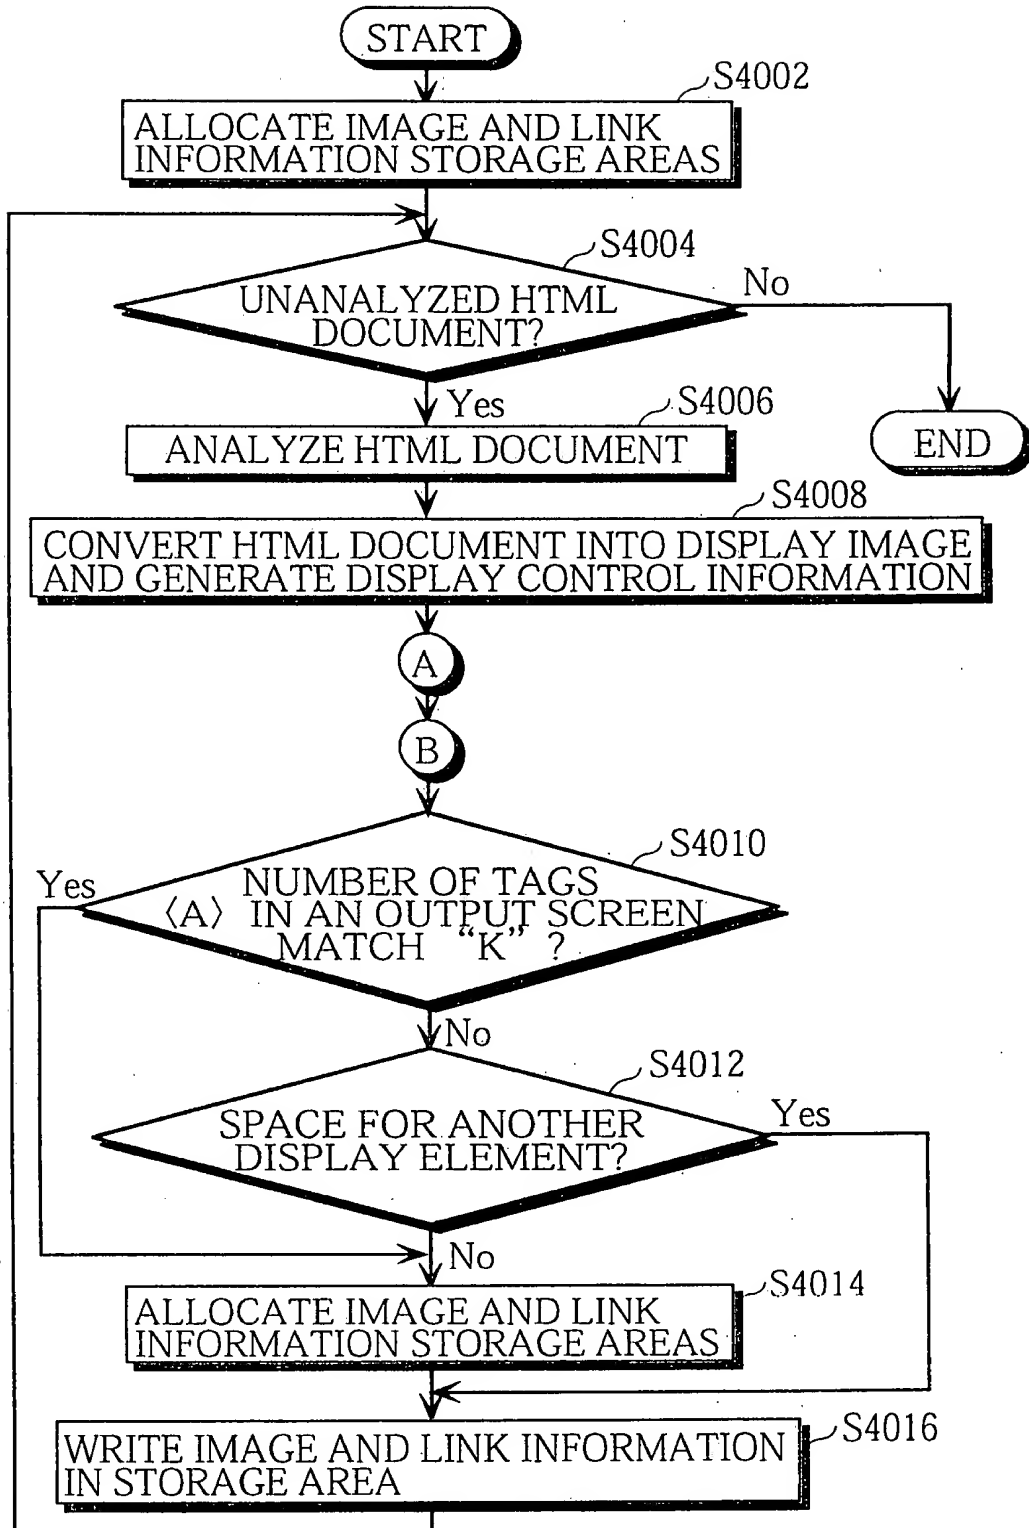 START
S4002
ALLOCATE IMAGE AND LINK
INFORMATION STORAGE AREAS
S4004
UNANALYZED HTML
DOCUMENT?
No
Yes
S4006
ANALYZE HTML DOCUMENT
END
S4008
CONVERT HTML DOCUMENT INTO DISPLAY IMAGE
AND GENERATE DISPLAY CONTROL INFORMATION
A
B
S4010
Yes
NUMBER OF TAGS
〈A〉 IN AN OUTPUT SCREEN
MATCH “K” ?
No
S4012
SPACE FOR ANOTHER
DISPLAY ELEMENT?
Yes
No
S4014
ALLOCATE IMAGE AND LINK
INFORMATION STORAGE AREAS
S4016
WRITE IMAGE AND LINK INFORMATION
IN STORAGE AREA